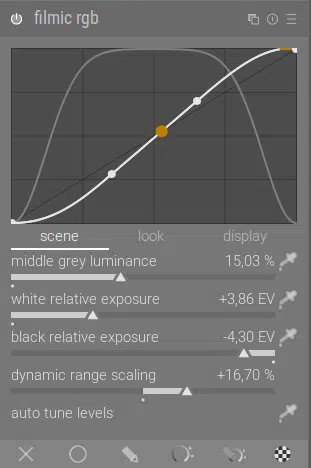 filmic rgb
scene look display
middle grey luminance 15,03 %
white relative exposure +3,86 EV
black relative exposure -4,30 EV
dynamic range scaling +16,70 %
auto tune levels